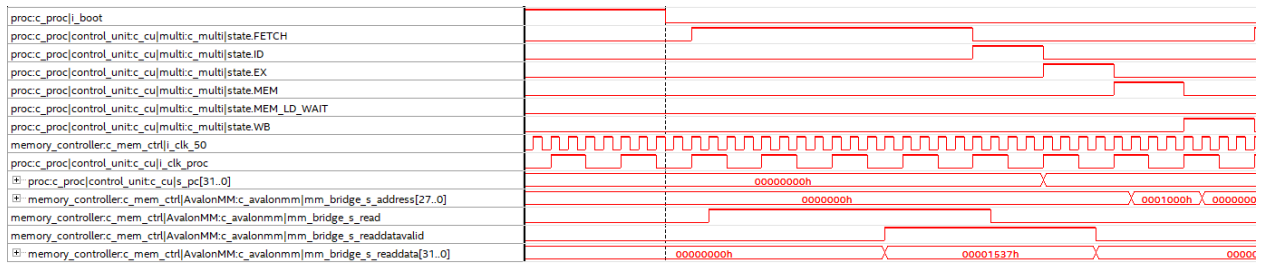 proc:c_proc|i_boot
proc:c_proc|control_unit:c_cu|multi:c_multi|state.FETCH
proc:c_proc|control_unit:c_cu|multi:c_multi|state.ID
proc:c_proc|control_unit:c_cu|multi:c_multi|state.EX
proc:c_proc|control_unit:c_cu|multi:c_multi|state.MEM
proc:c_proc|control_unit:c_cu|multi:c_multi|state.MEM_LD_WAIT
proc:c_proc|control_unit:c_cu|multi:c_multi|state.WB
memory_controller:c_mem_ctrl|i_clk_50
proc:c_proc|control_unit:c_cu|i_clk_proc
proc:c_proc|control_unit:c_cu|s_pc[31..0] 00000000h
memory_controller:c_mem_ctrl|AvalonMM:c_avalonmm|mm_bridge_s_address[27..0] 0000000h 0001000h 0000000
memory_controller:c_mem_ctrl|AvalonMM:c_avalonmm|mm_bridge_s_read
memory_controller:c_mem_ctrl|AvalonMM:c_avalonmm|mm_bridge_s_readdatavalid
memory_controller:c_mem_ctrl|AvalonMM:c_avalonmm|mm_bridge_s_readdata[31..0] 00000000h 00001537h 0000